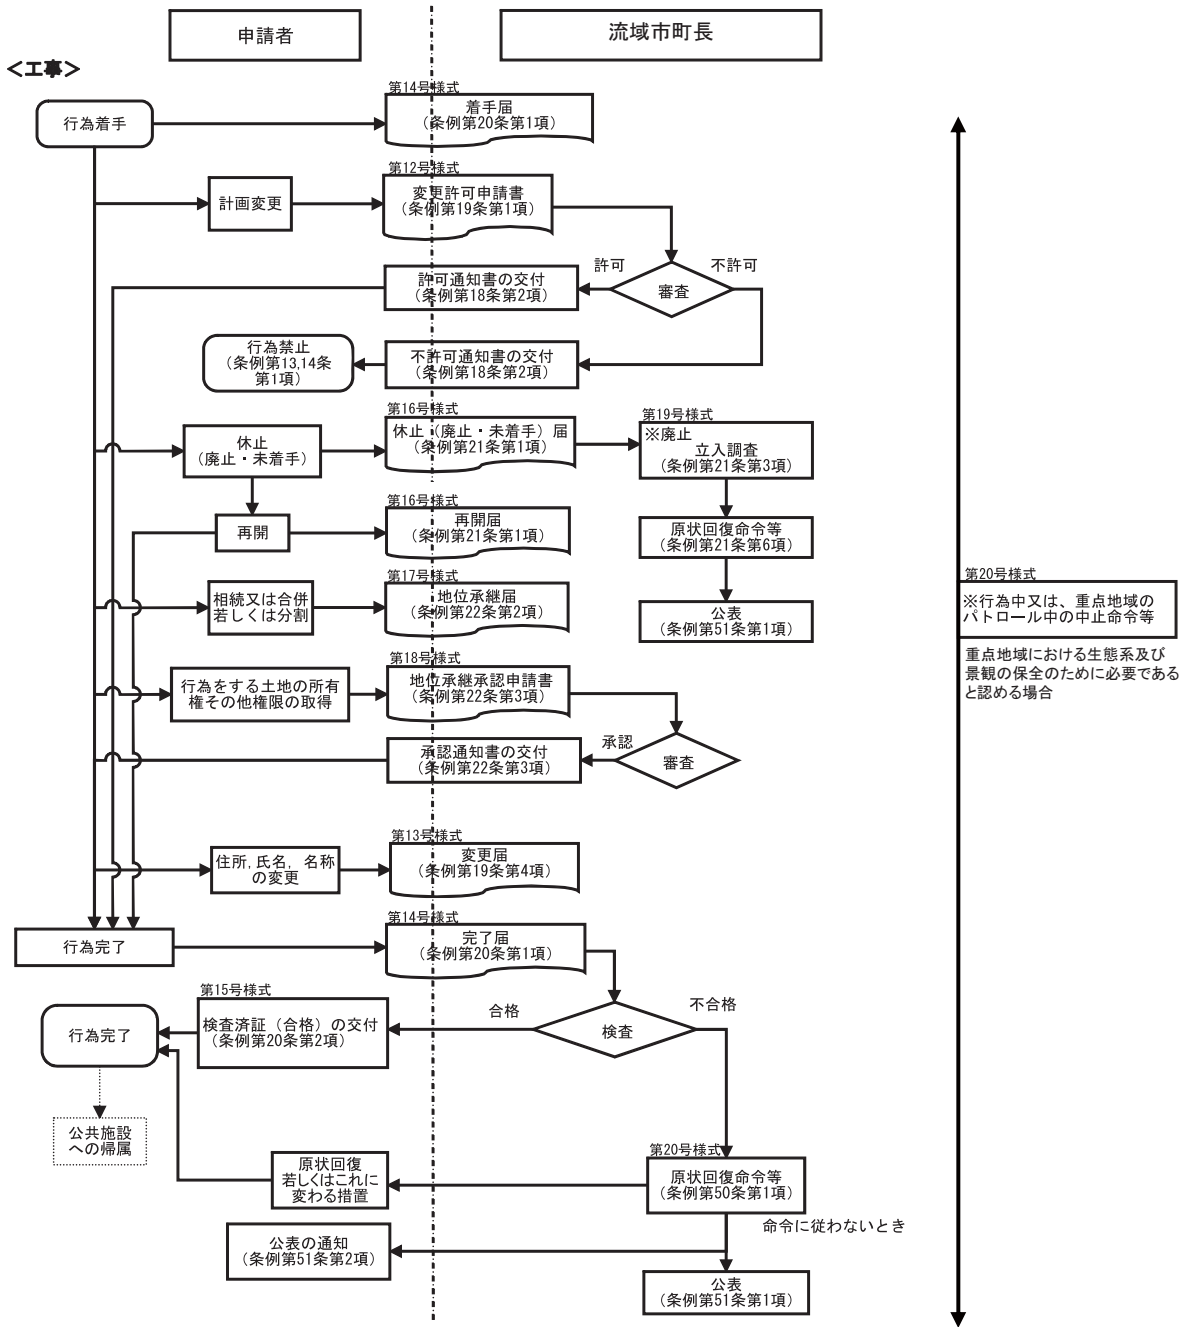 申請者
流域市町長
＜工事＞
第14号様式
行為着手
着手届
（条例第20条第1項）
第12号様式
計画変更
変更許可申請書
（条例第19条第1項）
許可
不許可
審査
許可通知書の交付
（条例第18条第2項）
行為禁止
（条例第13,14条
第1項）
不許可通知書の交付
（条例第18条第2項）
第16号様式
第19号様式
休止
（廃止・未着手）
休止（廃止・未着手）届
（条例第21条第1項）
※廃止
立入調査
（条例第21条第3項）
第16号様式
再開
再開届
（条例第21条第1項）
原状回復命令等
（条例第21条第6項）
第17号様式
第20号様式
相続又は合併
若しくは分割
地位承継届
（条例第22条第2項）
公表
（条例第51条第1項）
※行為中又は、重点地域の
パトロール中の中止命令等
重点地域における生態系及び
景観の保全のために必要である
と認める場合
第18号様式
行為をする土地の所有
権その他権限の取得
地位承継承認申請書
（条例第22条第3項）
承認
審査
承認通知書の交付
（条例第22条第3項）
第13号様式
住所,氏名, 名称
の変更
変更届
（条例第19条第4項）
第14号様式
行為完了
完了届
（条例第20条第1項）
第15号様式
合格
不合格
検査
行為完了
検査済証（合格）の交付
（条例第20条第2項）
公共施設
への帰属
第20号様式
原状回復
若しくはこれに
変わる措置
原状回復命令等
（条例第50条第1項）
命令に従わないとき
公表の通知
（条例第51条第2項）
公表
（条例第51条第1項）